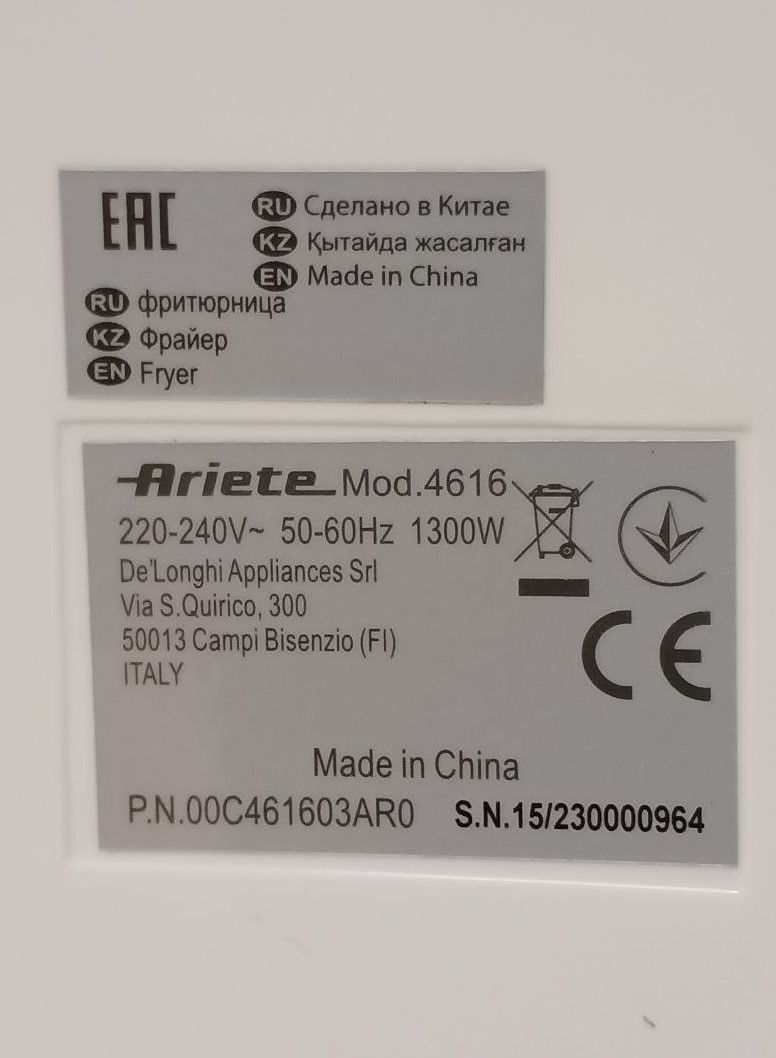 EAC
RU Сделано в Китае
KZ Қытайда жасалған
EN Made in China
RU фритюрница
KZ Фрайер
EN Fryer
Ariete Mod.4616
220-240V~ 50-60Hz 1300W
De'Longhi Appliances Srl
Via S.Quirico, 300
50013 Campi Bisenzio (FI)
ITALY
CE
Made in China
P.N.00C461603AR0 S.N.15/230000964